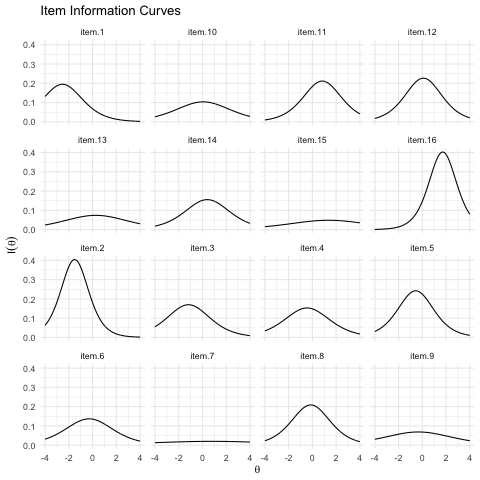 Item Information Curves
item.1 item.10 item.11 item.12
0.4
0.3
0.2
0.1
0.0
item.13 item.14 item.15 item.16
0.4
0.3
0.2
0.1
0.0
I(θ)
item.2 item.3 item.4 item.5
0.4
0.3
0.2
0.1
0.0
item.6 item.7 item.8 item.9
0.4
0.3
0.2
0.1
0.0
-4 -2 0 2 4 -4 -2 0 2 4 -4 -2 0 2 4 -4 -2 0 2 4
θ